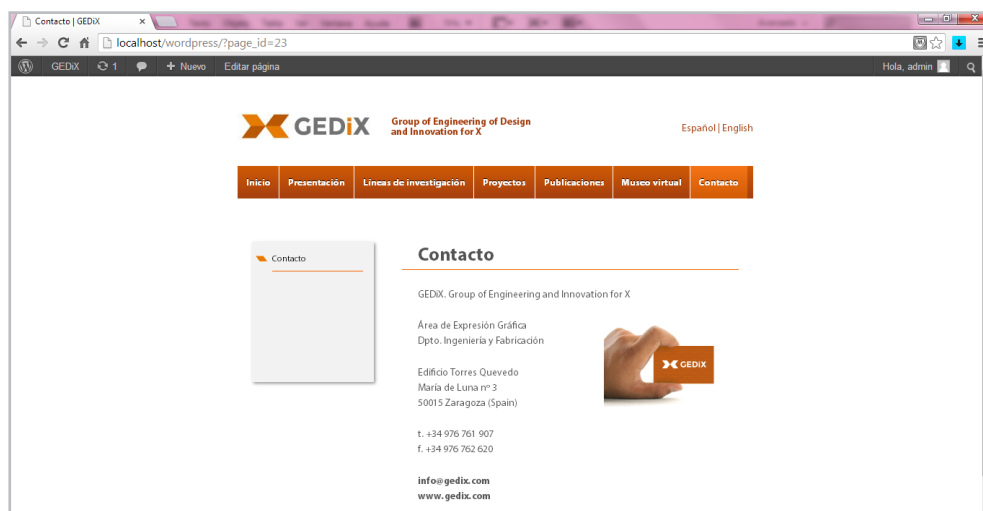 Contacto | GEDiX
localhost/wordpress/?page_id=23
GEDiX 1 Nuevo Editar página Hola, admin
GEDiX
Group of Engineering of Design
and Innovation for X
Español | English
Inicio Presentación Líneas de investigación Proyectos Publicaciones Museo virtual Contacto
Contacto
Contacto
GEDiX. Group of Engineering and Innovation for X
Área de Expresión Gráfica
Dpto. Ingeniería y Fabricación
GEDiX
Edificio Torres Quevedo
María de Luna nº 3
50015 Zaragoza (Spain)
t. +34 976 761 907
f. +34 976 762 620
info@gedix.com
www.gedix.com